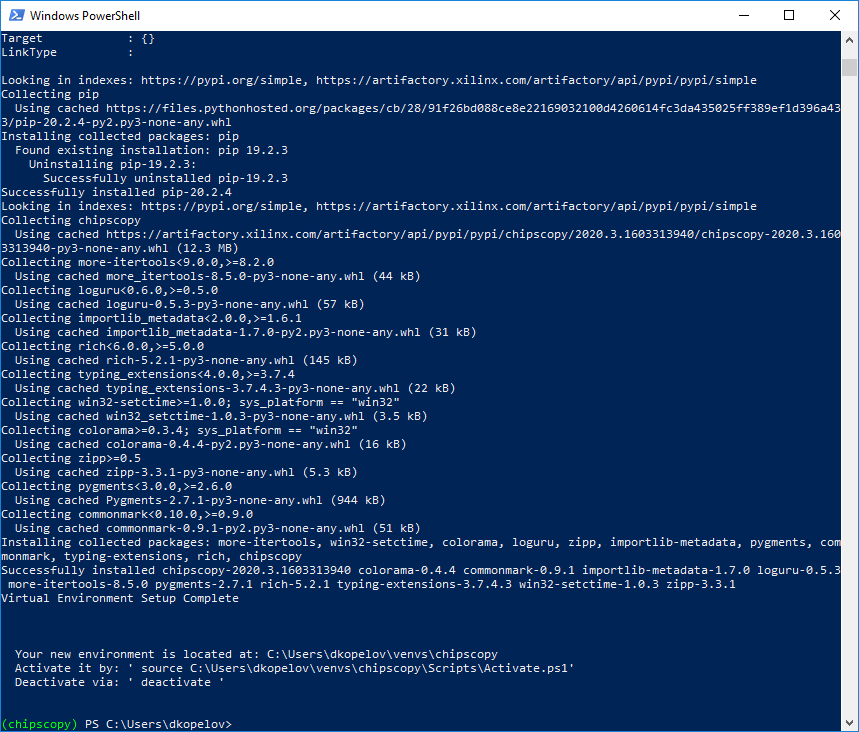 Windows PowerShell
Target            : {}
LinkType          :
Looking in indexes: https://pypi.org/simple, https://artifactory.xilinx.com/artifactory/api/pypi/pypi/simple
Collecting pip
  Using cached https://files.pythonhosted.org/packages/cb/28/91f26bd088ce8e22169032100d4260614fc3da435025ff389ef1d396a43
3/pip-20.2.4-py2.py3-none-any.whl
Installing collected packages: pip
  Found existing installation: pip 19.2.3
    Uninstalling pip-19.2.3:
      Successfully uninstalled pip-19.2.3
Successfully installed pip-20.2.4
Looking in indexes: https://pypi.org/simple, https://artifactory.xilinx.com/artifactory/api/pypi/pypi/simple
Collecting chipscopy
  Using cached https://artifactory.xilinx.com/artifactory/api/pypi/pypi/chipscopy/2020.3.1603313940/chipscopy-2020.3.160
3313940-py3-none-any.whl (12.3 MB)
Collecting more-itertools<9.0.0,>=8.2.0
  Using cached more_itertools-8.5.0-py3-none-any.whl (44 kB)
Collecting loguru<0.6.0,>=0.5.0
  Using cached loguru-0.5.3-py3-none-any.whl (57 kB)
Collecting importlib_metadata<2.0.0,>=1.6.1
  Using cached importlib_metadata-1.7.0-py2.py3-none-any.whl (31 kB)
Collecting rich<6.0.0,>=5.0.0
  Using cached rich-5.2.1-py3-none-any.whl (145 kB)
Collecting typing_extensions<4.0.0,>=3.7.4
  Using cached typing_extensions-3.7.4.3-py3-none-any.whl (22 kB)
Collecting win32-setctime>=1.0.0; sys_platform == "win32"
  Using cached win32_setctime-1.0.3-py3-none-any.whl (3.5 kB)
Collecting colorama>=0.3.4; sys_platform == "win32"
  Using cached colorama-0.4.4-py2.py3-none-any.whl (16 kB)
Collecting zipp>=0.5
  Using cached zipp-3.3.1-py3-none-any.whl (5.3 kB)
Collecting pygments<3.0.0,>=2.6.0
  Using cached Pygments-2.7.1-py3-none-any.whl (944 kB)
Collecting commonmark<0.10.0,>=0.9.0
  Using cached commonmark-0.9.1-py2.py3-none-any.whl (51 kB)
Installing collected packages: more-itertools, win32-setctime, colorama, loguru, zipp, importlib-metadata, pygments, com
monmark, typing-extensions, rich, chipscopy
Successfully installed chipscopy-2020.3.1603313940 colorama-0.4.4 commonmark-0.9.1 importlib-metadata-1.7.0 loguru-0.5.3
 more-itertools-8.5.0 pygments-2.7.1 rich-5.2.1 typing-extensions-3.7.4.3 win32-setctime-1.0.3 zipp-3.3.1
Virtual Environment Setup Complete
  Your new environment is located at: C:\Users\dkopelov\venvs\chipscopy
  Activate it by: ' source C:\Users\dkopelov\venvs\chipscopy\Scripts\Activate.ps1'
  Deactivate via: ' deactivate '
(chipscopy) PS C:\Users\dkopelov>